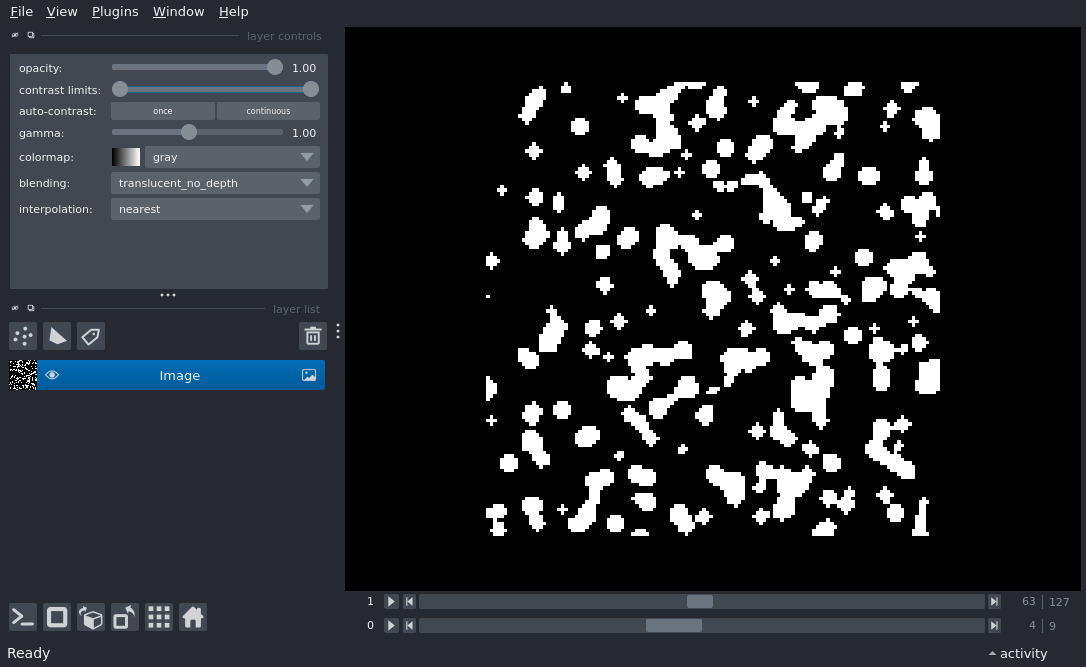 File View Plugins Window Help
layer controls
opacity: 1.00
contrast limits:
auto-contrast: once continuous
gamma: 1.00
colormap: gray
blending: translucent_no_depth
interpolation: nearest
layer list
Image
1 63 127
0 4 9
Ready activity